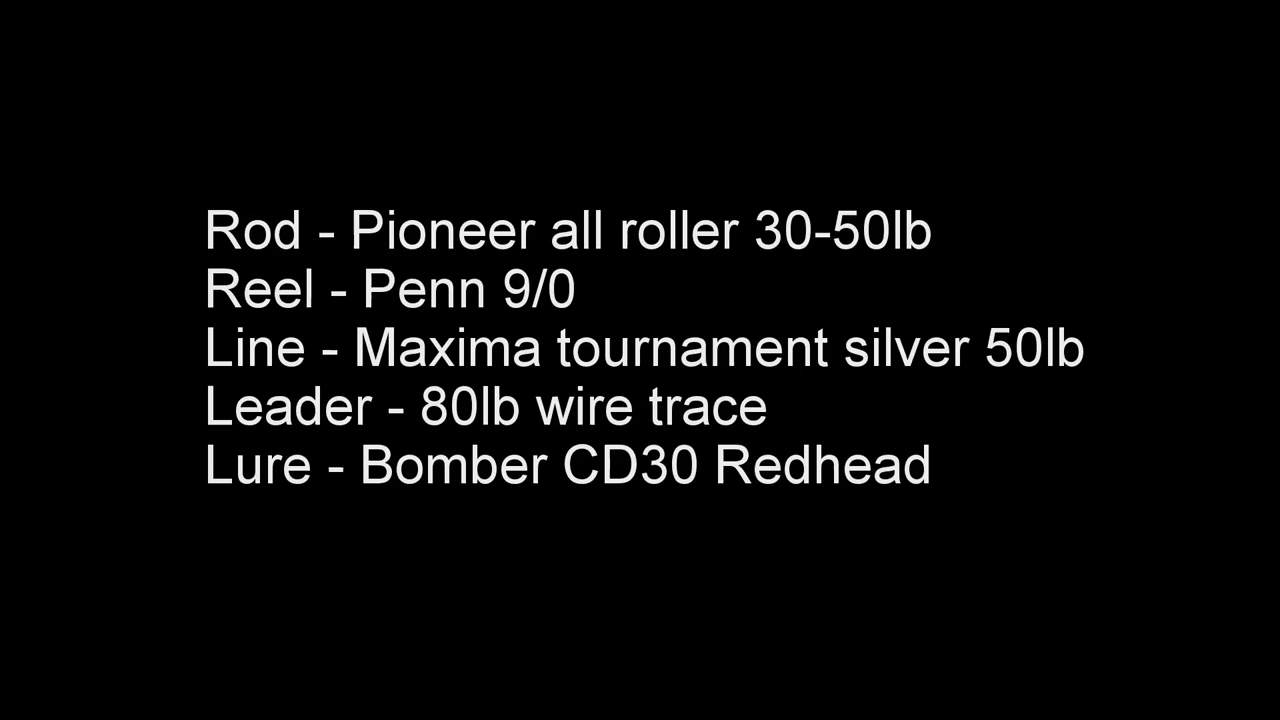 Rod - Pioneer all roller 30-50lb
Reel - Penn 9/0
Line - Maxima tournament silver 50lb
Leader - 80lb wire trace
Lure - Bomber CD30 Redhead